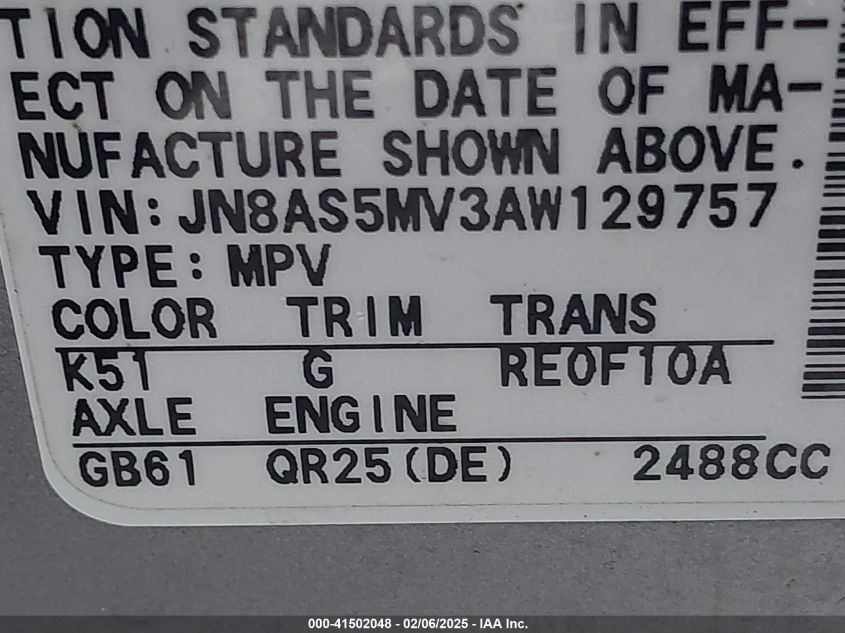 TION STANDARDS IN EFF-
ECT ON THE DATE OF MA-
NUFACTURE SHOWN ABOVE.
VIN: JN8AS5MV3AW129757
TYPE: MPV
COLOR TRIM TRANS
K51 G RE0F10A
AXLE ENGINE
GB61 QR25(DE) 2488CC
000-41502048 - 02/06/2025 - IAA Inc.